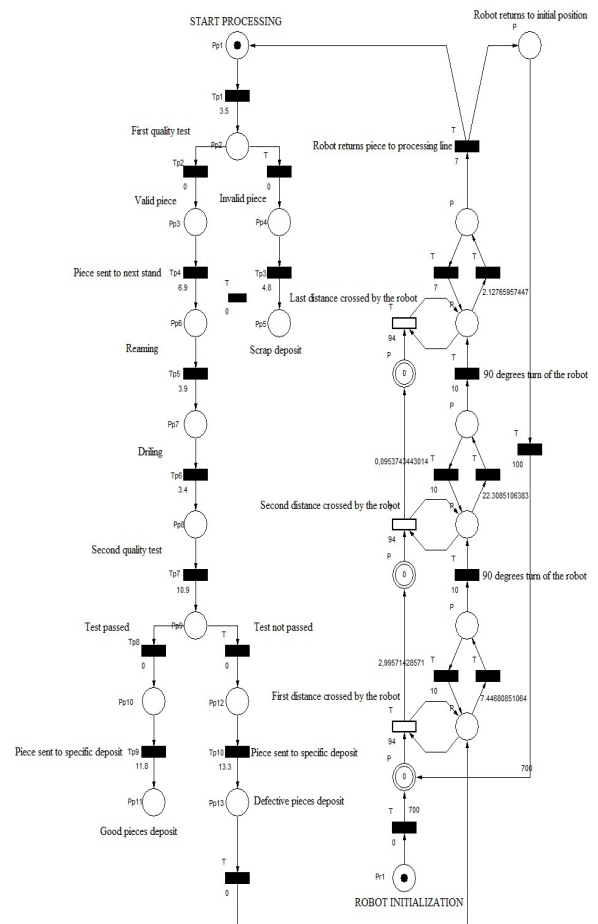 Robot returns to initial position
START PROCESSING
P
Pp1
Tp1
3.5
First quality test
Pp2
T
Robot returns piece to processing line
7
Tp2
T
0
0
Valid piece
Invalid piece
P
Pp3
Pp4
Piece sent to next stand
Tp4
6.9
Tp3
4.8
T
0
T
7
T
2.12765957447
Last distance crossed by the robot
P
T
94
Pp6
Pp5
Scrap deposit
Reaming
P
0
T
10
90 degrees turn of the robot
Tp5
3.9
P
Pp7
T
100
Driling
0,0953743443014
Tp6
3.4
T
10
T
22.3085106383
Second distance crossed by the robot
P
94
Pp8
Second quality test
P
0
T
10
90 degrees turn of the robot
Tp7
10.9
Test passed
Pp9
Test not passed
P
Tp8
0
T
0
2,99571428571
T
10
T
7.44680851064
First distance crossed by the robot
P
Pp10
Pp12
T
94
Piece sent to specific deposit
Tp9
11.8
Tp10
13.3
Piece sent to specific deposit
P
0
700
Pp11
Pp13
Defective pieces deposit
Good pieces deposit
700
T
0
T
0
Pr1
ROBOT INITIALIZATION